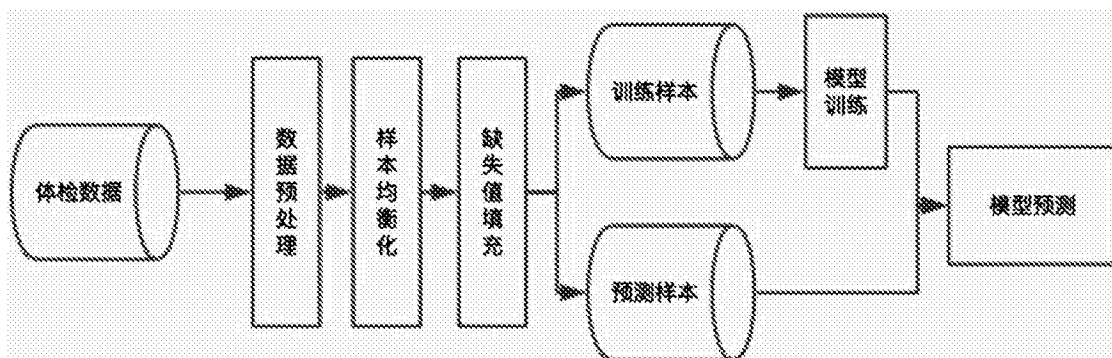 体检数据
数据预处理
样本均衡化
缺失值填充
训练样本
模型
训练
预测样本
模型预测